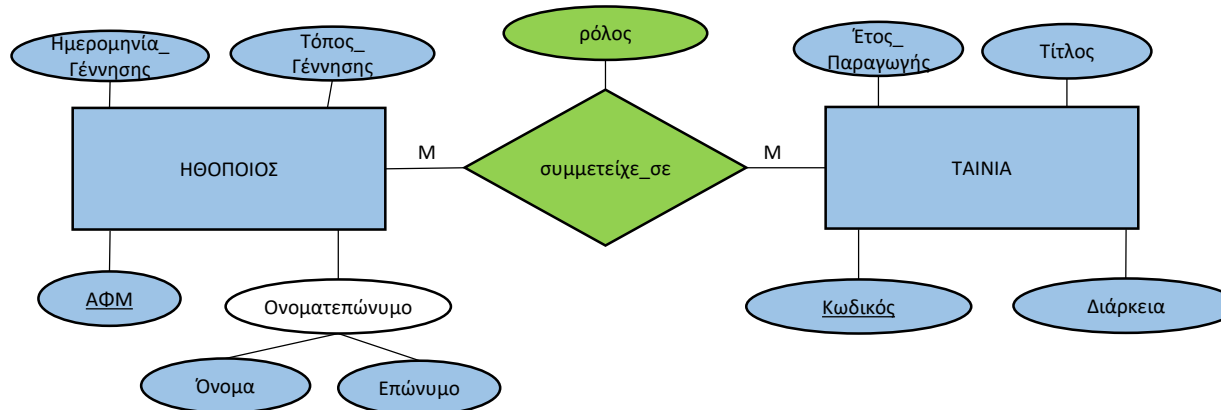 Ημερομηνία_
Γέννησης
Τόπος_
Γέννησης
ρόλος
Έτος_
Παραγωγής
Τίτλος
ΗΘΟΠΟΙΟΣ
M
συμμετείχε_σε
M
ΤΑΙΝΙΑ
ΑΦΜ
Ονοματεπώνυμο
Κωδικός
Διάρκεια
Όνομα
Επώνυμο